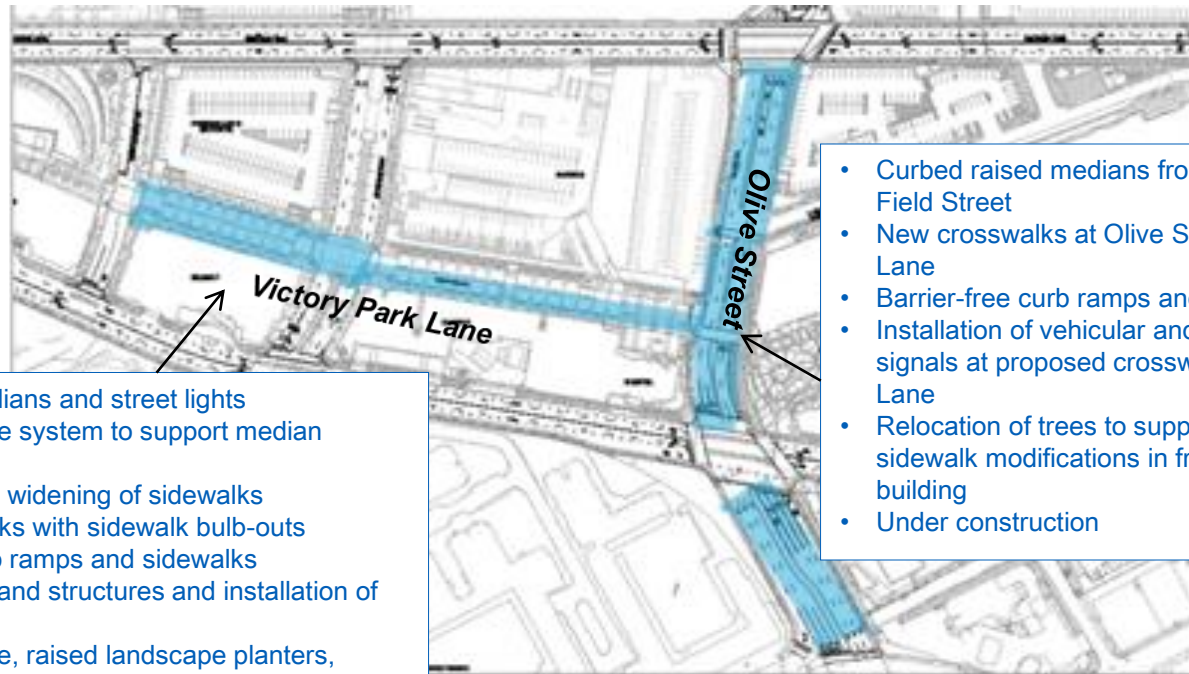 Olive Street
Victory Park Lane
• Curbed raised medians fro
Field Street
• New crosswalks at Olive S
Lane
• Barrier-free curb ramps an
• Installation of vehicular and
signals at proposed crossw
Lane
• Relocation of trees to supp
sidewalk modifications in fr
building
• Under construction
dians and street lights
e system to support median
widening of sidewalks
ks with sidewalk bulb-outs
ramps and sidewalks
and structures and installation of
e, raised landscape planters,